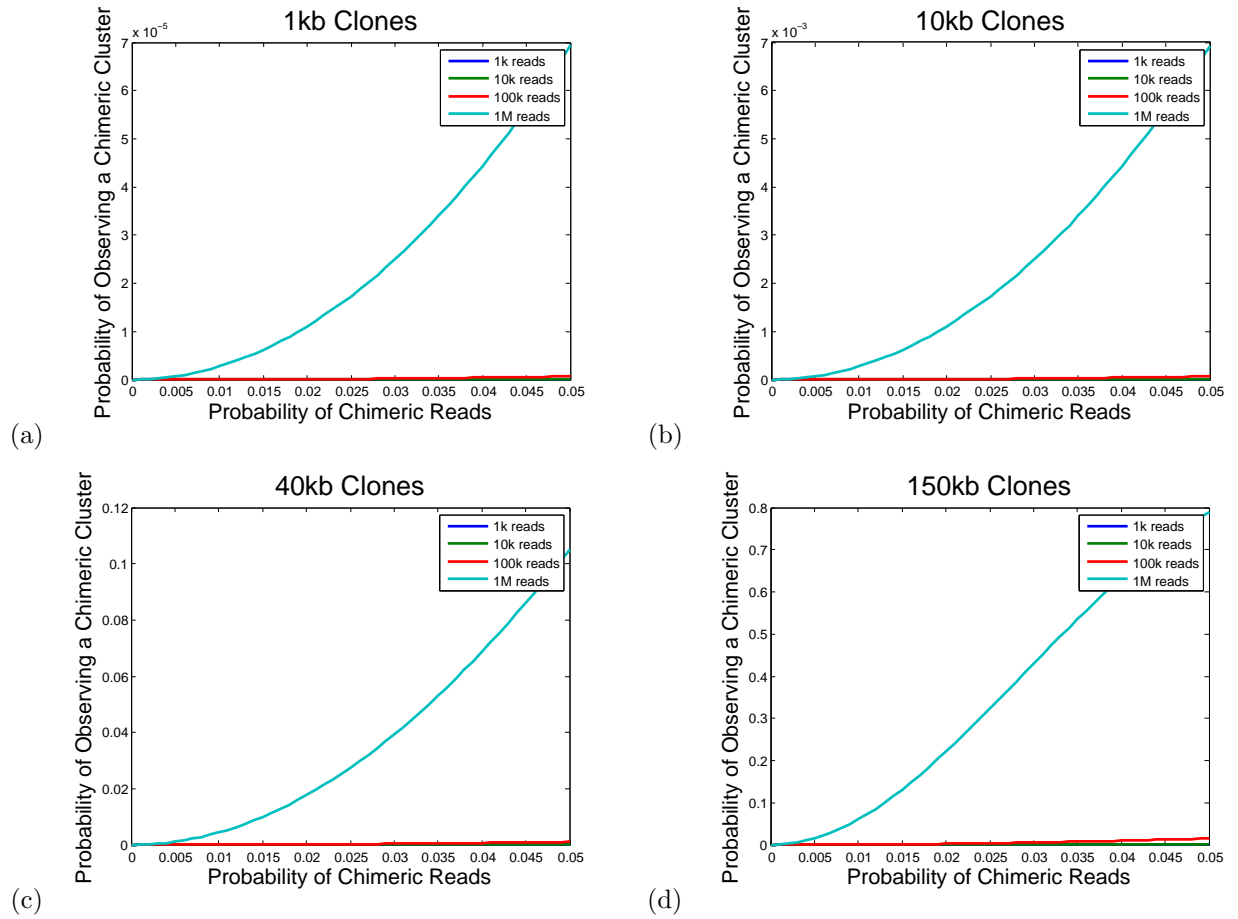 1kb Clones
x 10⁻⁵
Probability of Observing a Chimeric Cluster
7
6
5
4
3
2
1
0
1k reads
10k reads
100k reads
1M reads
0 0.005 0.01 0.015 0.02 0.025 0.03 0.035 0.04 0.045 0.05
Probability of Chimeric Reads
(a)
10kb Clones
x 10⁻³
Probability of Observing a Chimeric Cluster
7
6
5
4
3
2
1
0
1k reads
10k reads
100k reads
1M reads
0 0.005 0.01 0.015 0.02 0.025 0.03 0.035 0.04 0.045 0.05
Probability of Chimeric Reads
(b)
40kb Clones
Probability of Observing a Chimeric Cluster
0.12
0.1
0.08
0.06
0.04
0.02
0
1k reads
10k reads
100k reads
1M reads
0 0.005 0.01 0.015 0.02 0.025 0.03 0.035 0.04 0.045 0.05
Probability of Chimeric Reads
(c)
150kb Clones
Probability of Observing a Chimeric Cluster
0.8
0.7
0.6
0.5
0.4
0.3
0.2
0.1
0
1k reads
10k reads
100k reads
1M reads
0 0.005 0.01 0.015 0.02 0.025 0.03 0.035 0.04 0.045 0.05
Probability of Chimeric Reads
(d)